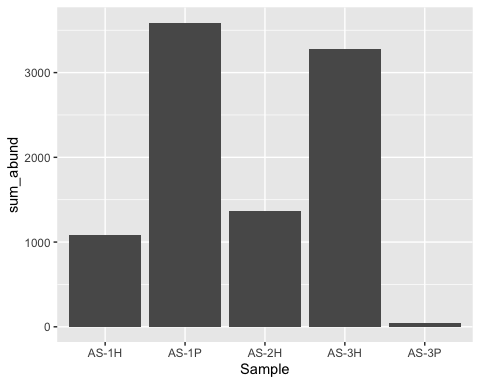 sum_abund
3000
2000
1000
0
AS-1H AS-1P AS-2H AS-3H AS-3P
Sample